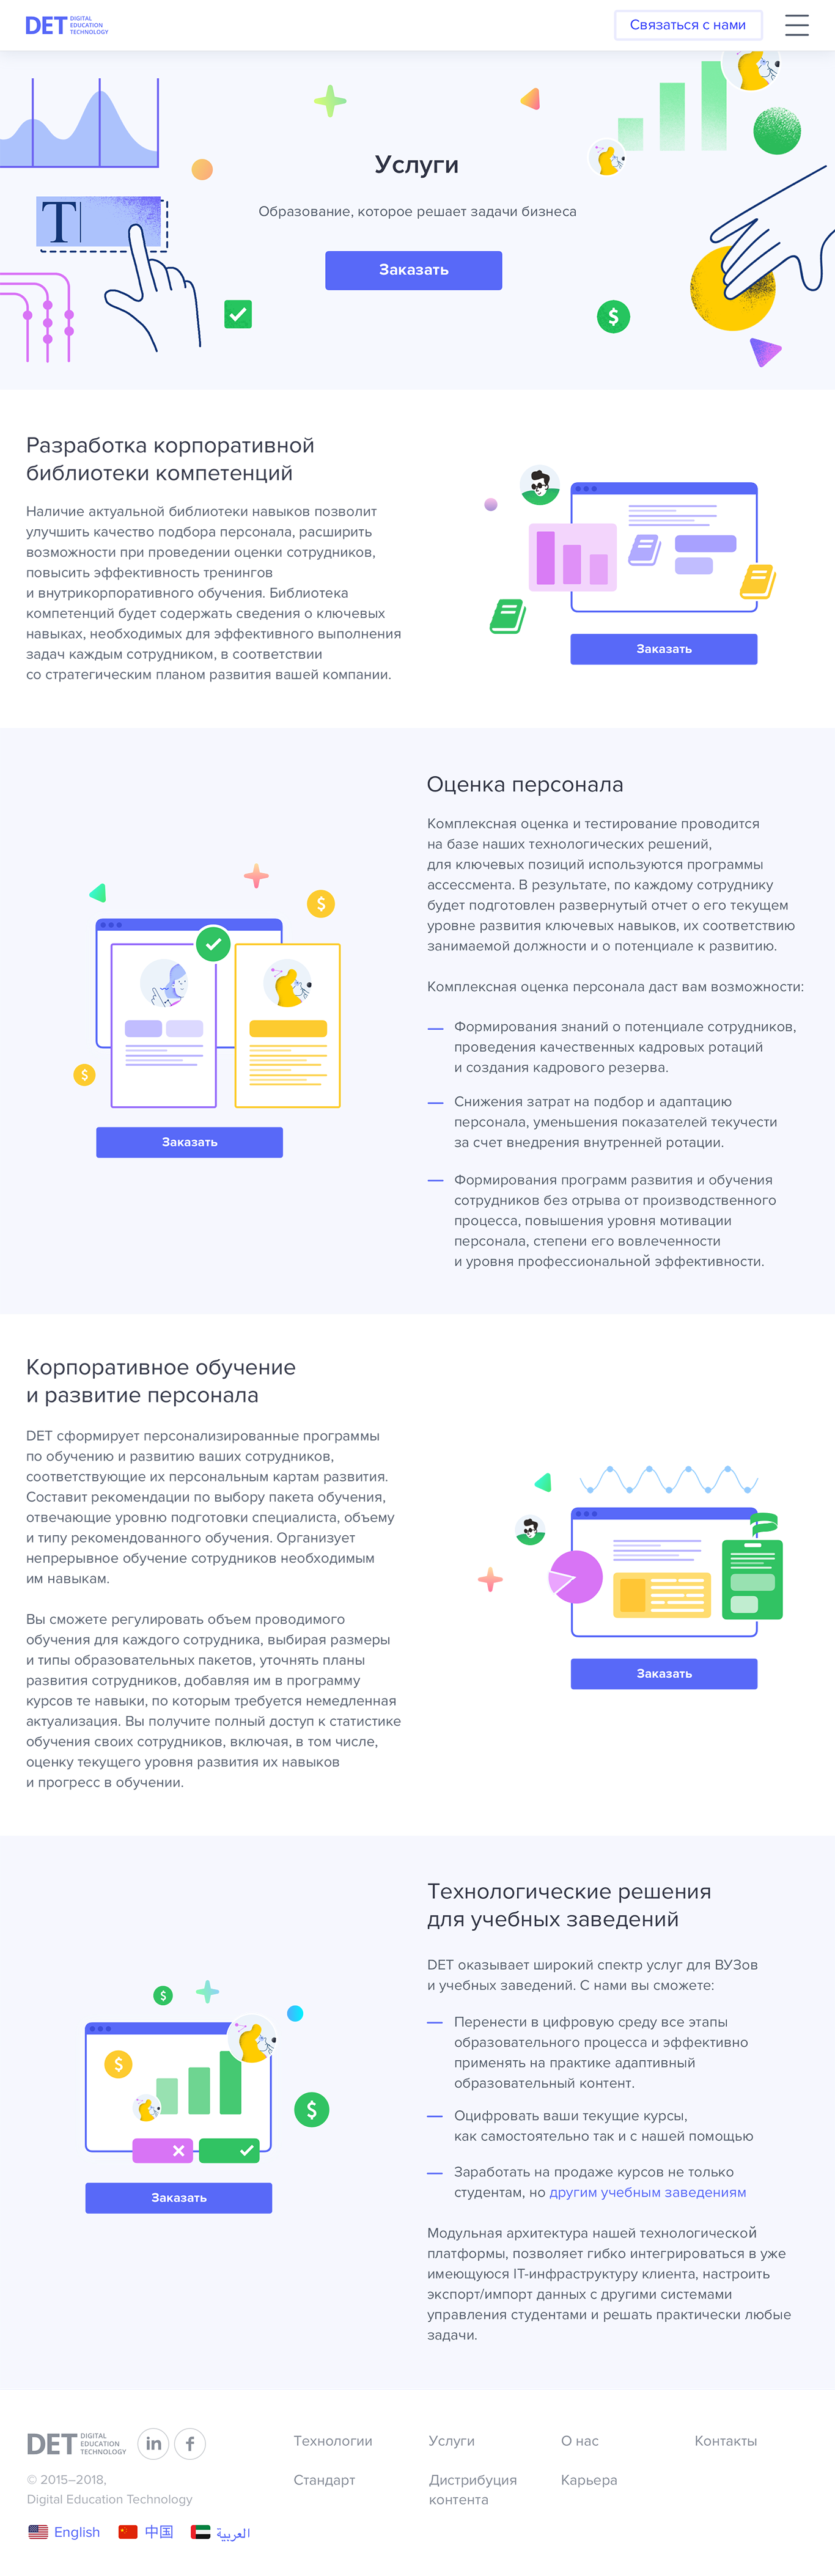 DET DIGITAL
EDUCATION
TECHNOLOGY
Связаться с нами
Услуги
Образование, которое решает задачи бизнеса
T
Заказать
$
Разработка корпоративной
библиотеки компетенций
Наличие актуальной библиотеки навыков позволит
улучшить качество подбора персонала, расширить
возможности при проведении оценки сотрудников,
повысить эффективность тренингов
и внутрикорпоративного обучения. Библиотека
компетенций будет содержать сведения о ключевых
навыках, необходимых для эффективного выполнения
задач каждым сотрудником, в соответствии
со стратегическим планом развития вашей компании.
Заказать
Оценка персонала
Комплексная оценка и тестирование проводится
на базе наших технологических решений,
для ключевых позиций используются программы
ассессмента. В результате, по каждому сотруднику
будет подготовлен развернутый отчет о его текущем
уровне развития ключевых навыков, их соответствию
занимаемой должности и о потенциале к развитию.
Комплексная оценка персонала даст вам возможности:
— Формирования знаний о потенциале сотрудников,
проведения качественных кадровых ротаций
и создания кадрового резерва.
— Снижения затрат на подбор и адаптацию
персонала, уменьшения показателей текучести
за счет внедрения внутренней ротации.
— Формирования программ развития и обучения
сотрудников без отрыва от производственного
процесса, повышения уровня мотивации
персонала, степени его вовлеченности
и уровня профессиональной эффективности.
$
$
Заказать
Корпоративное обучение
и развитие персонала
DET сформирует персонализированные программы
по обучению и развитию ваших сотрудников,
соответствующие их персональным картам развития.
Составит рекомендации по выбору пакета обучения,
отвечающие уровню подготовки специалиста, объему
и типу рекомендованного обучения. Организует
непрерывное обучение сотрудников необходимым
им навыкам.
Вы сможете регулировать объем проводимого
обучения для каждого сотрудника, выбирая размеры
и типы образовательных пакетов, уточнять планы
развития сотрудников, добавляя им в программу
курсов те навыки, по которым требуется немедленная
актуализация. Вы получите полный доступ к статистике
обучения своих сотрудников, включая, в том числе,
оценку текущего уровня развития их навыков
и прогресс в обучении.
Заказать
Технологические решения
для учебных заведений
DET оказывает широкий спектр услуг для ВУЗов
и учебных заведений. С нами вы сможете:
— Перенести в цифровую среду все этапы
образовательного процесса и эффективно
применять на практике адаптивный
образовательный контент.
— Оцифровать ваши текущие курсы,
как самостоятельно так и с нашей помощью
— Заработать на продаже курсов не только
студентам, но другим учебным заведениям
Модульная архитектура нашей технологической
платформы, позволяет гибко интегрироваться в уже
имеющуюся IT-инфраструктуру клиента, настроить
экспорт/импорт данных с другими системами
управления студентами и решать практически любые
задачи.
$
$
$
Заказать
DET DIGITAL
EDUCATION
TECHNOLOGY
in f
© 2015–2018,
Digital Education Technology
English 中国 العربية
Технологии Услуги О нас Контакты
Стандарт Дистрибуция Карьера
контента